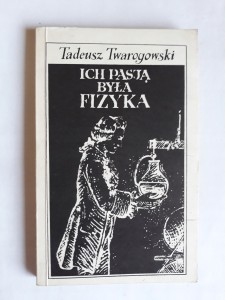 Tadeusz Twarogowski
ICH PASJĄ
BYŁA
FIZYKA